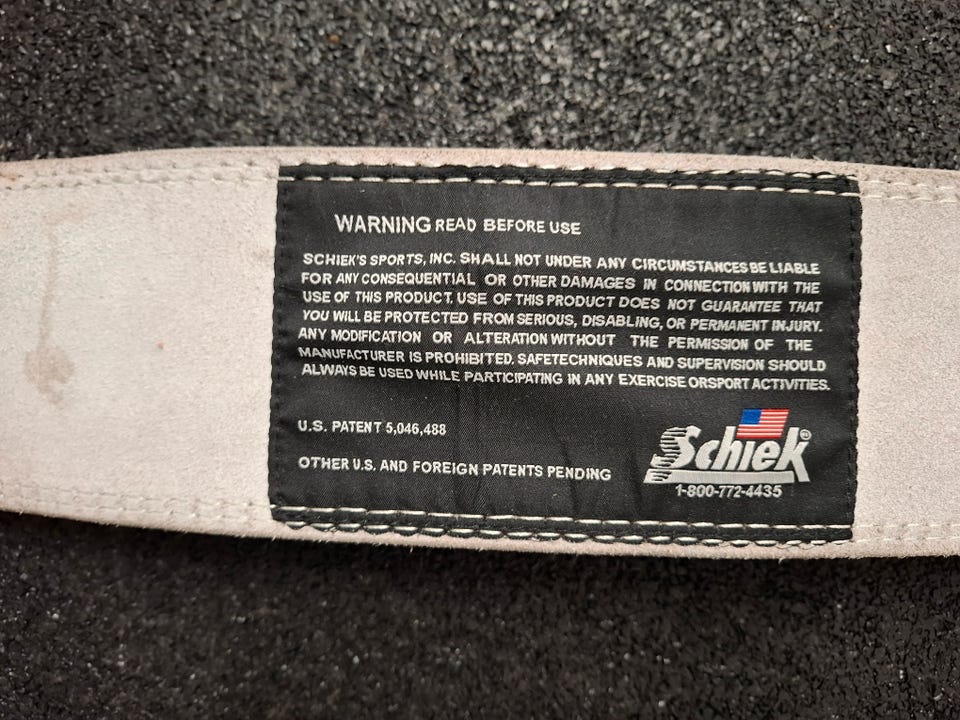 WARNING READ BEFORE USE
SCHIEK'S SPORTS, INC. SHALL NOT UNDER ANY CIRCUMSTANCES BE LIABLE
FOR ANY CONSEQUENTIAL OR OTHER DAMAGES IN CONNECTION WITH THE
USE OF THIS PRODUCT. USE OF THIS PRODUCT DOES NOT GUARANTEE THAT
YOU WILL BE PROTECTED FROM SERIOUS, DISABLING, OR PERMANENT INJURY.
ANY MODIFICATION OR ALTERATION WITHOUT THE PERMISSION OF THE
MANUFACTURER IS PROHIBITED. SAFETECHNIQUES AND SUPERVISION SHOULD
ALWAYS BE USED WHILE PARTICIPATING IN ANY EXERCISE ORSPORT ACTIVITIES.
U.S. PATENT 5,046,488
OTHER U.S. AND FOREIGN PATENTS PENDING
Schiek®
1-800-772-4435